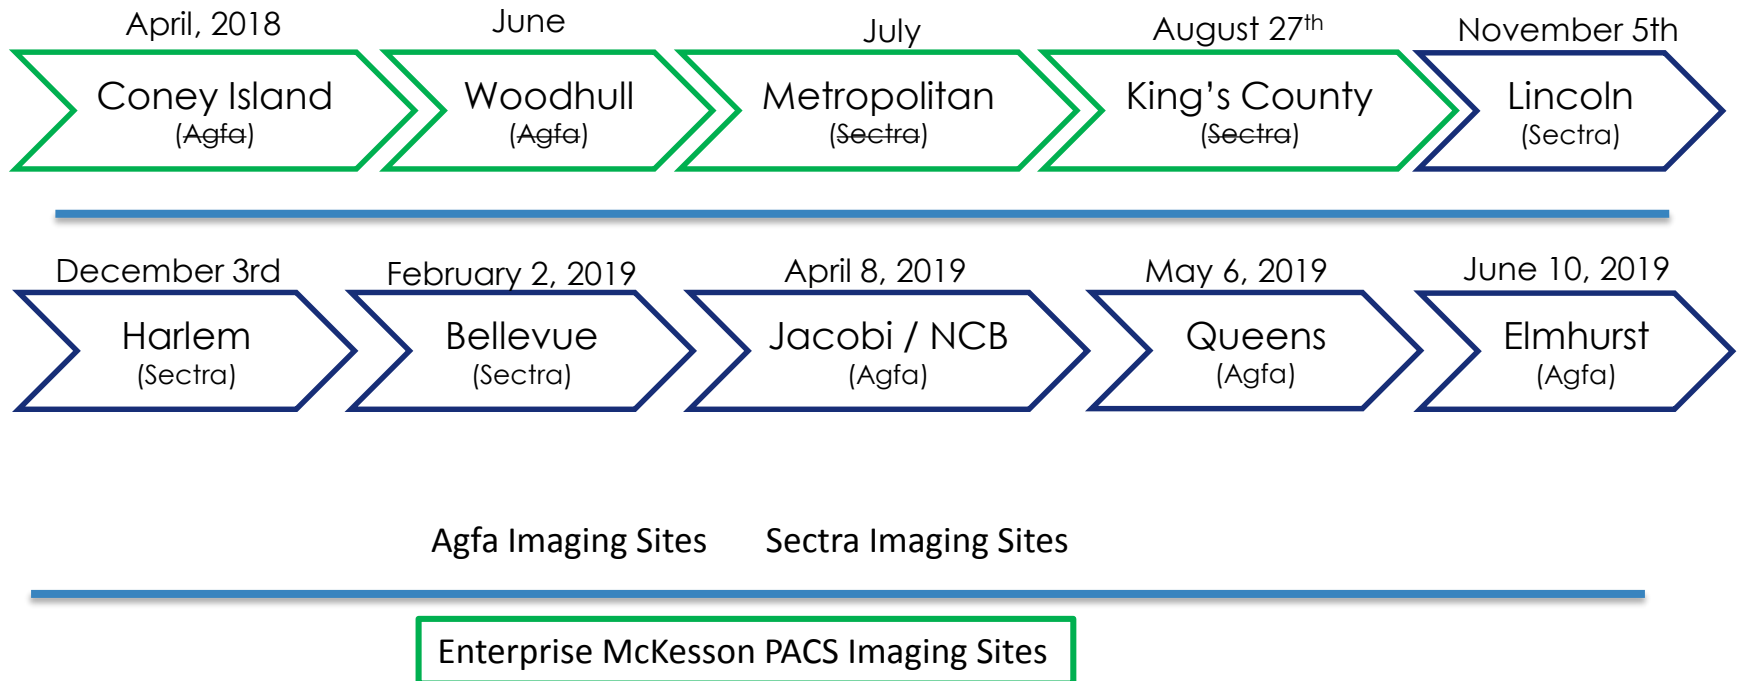 April, 2018
June
July
August 27th
November 5th
Coney Island
(Agfa)
Woodhull
(Agfa)
Metropolitan
(Sectra)
King's County
(Sectra)
Lincoln
(Sectra)
December 3rd
February 2, 2019
April 8, 2019
May 6, 2019
June 10, 2019
Harlem
(Sectra)
Bellevue
(Sectra)
Jacobi / NCB
(Agfa)
Queens
(Agfa)
Elmhurst
(Agfa)
Agfa Imaging Sites
Sectra Imaging Sites
Enterprise McKesson PACS Imaging Sites